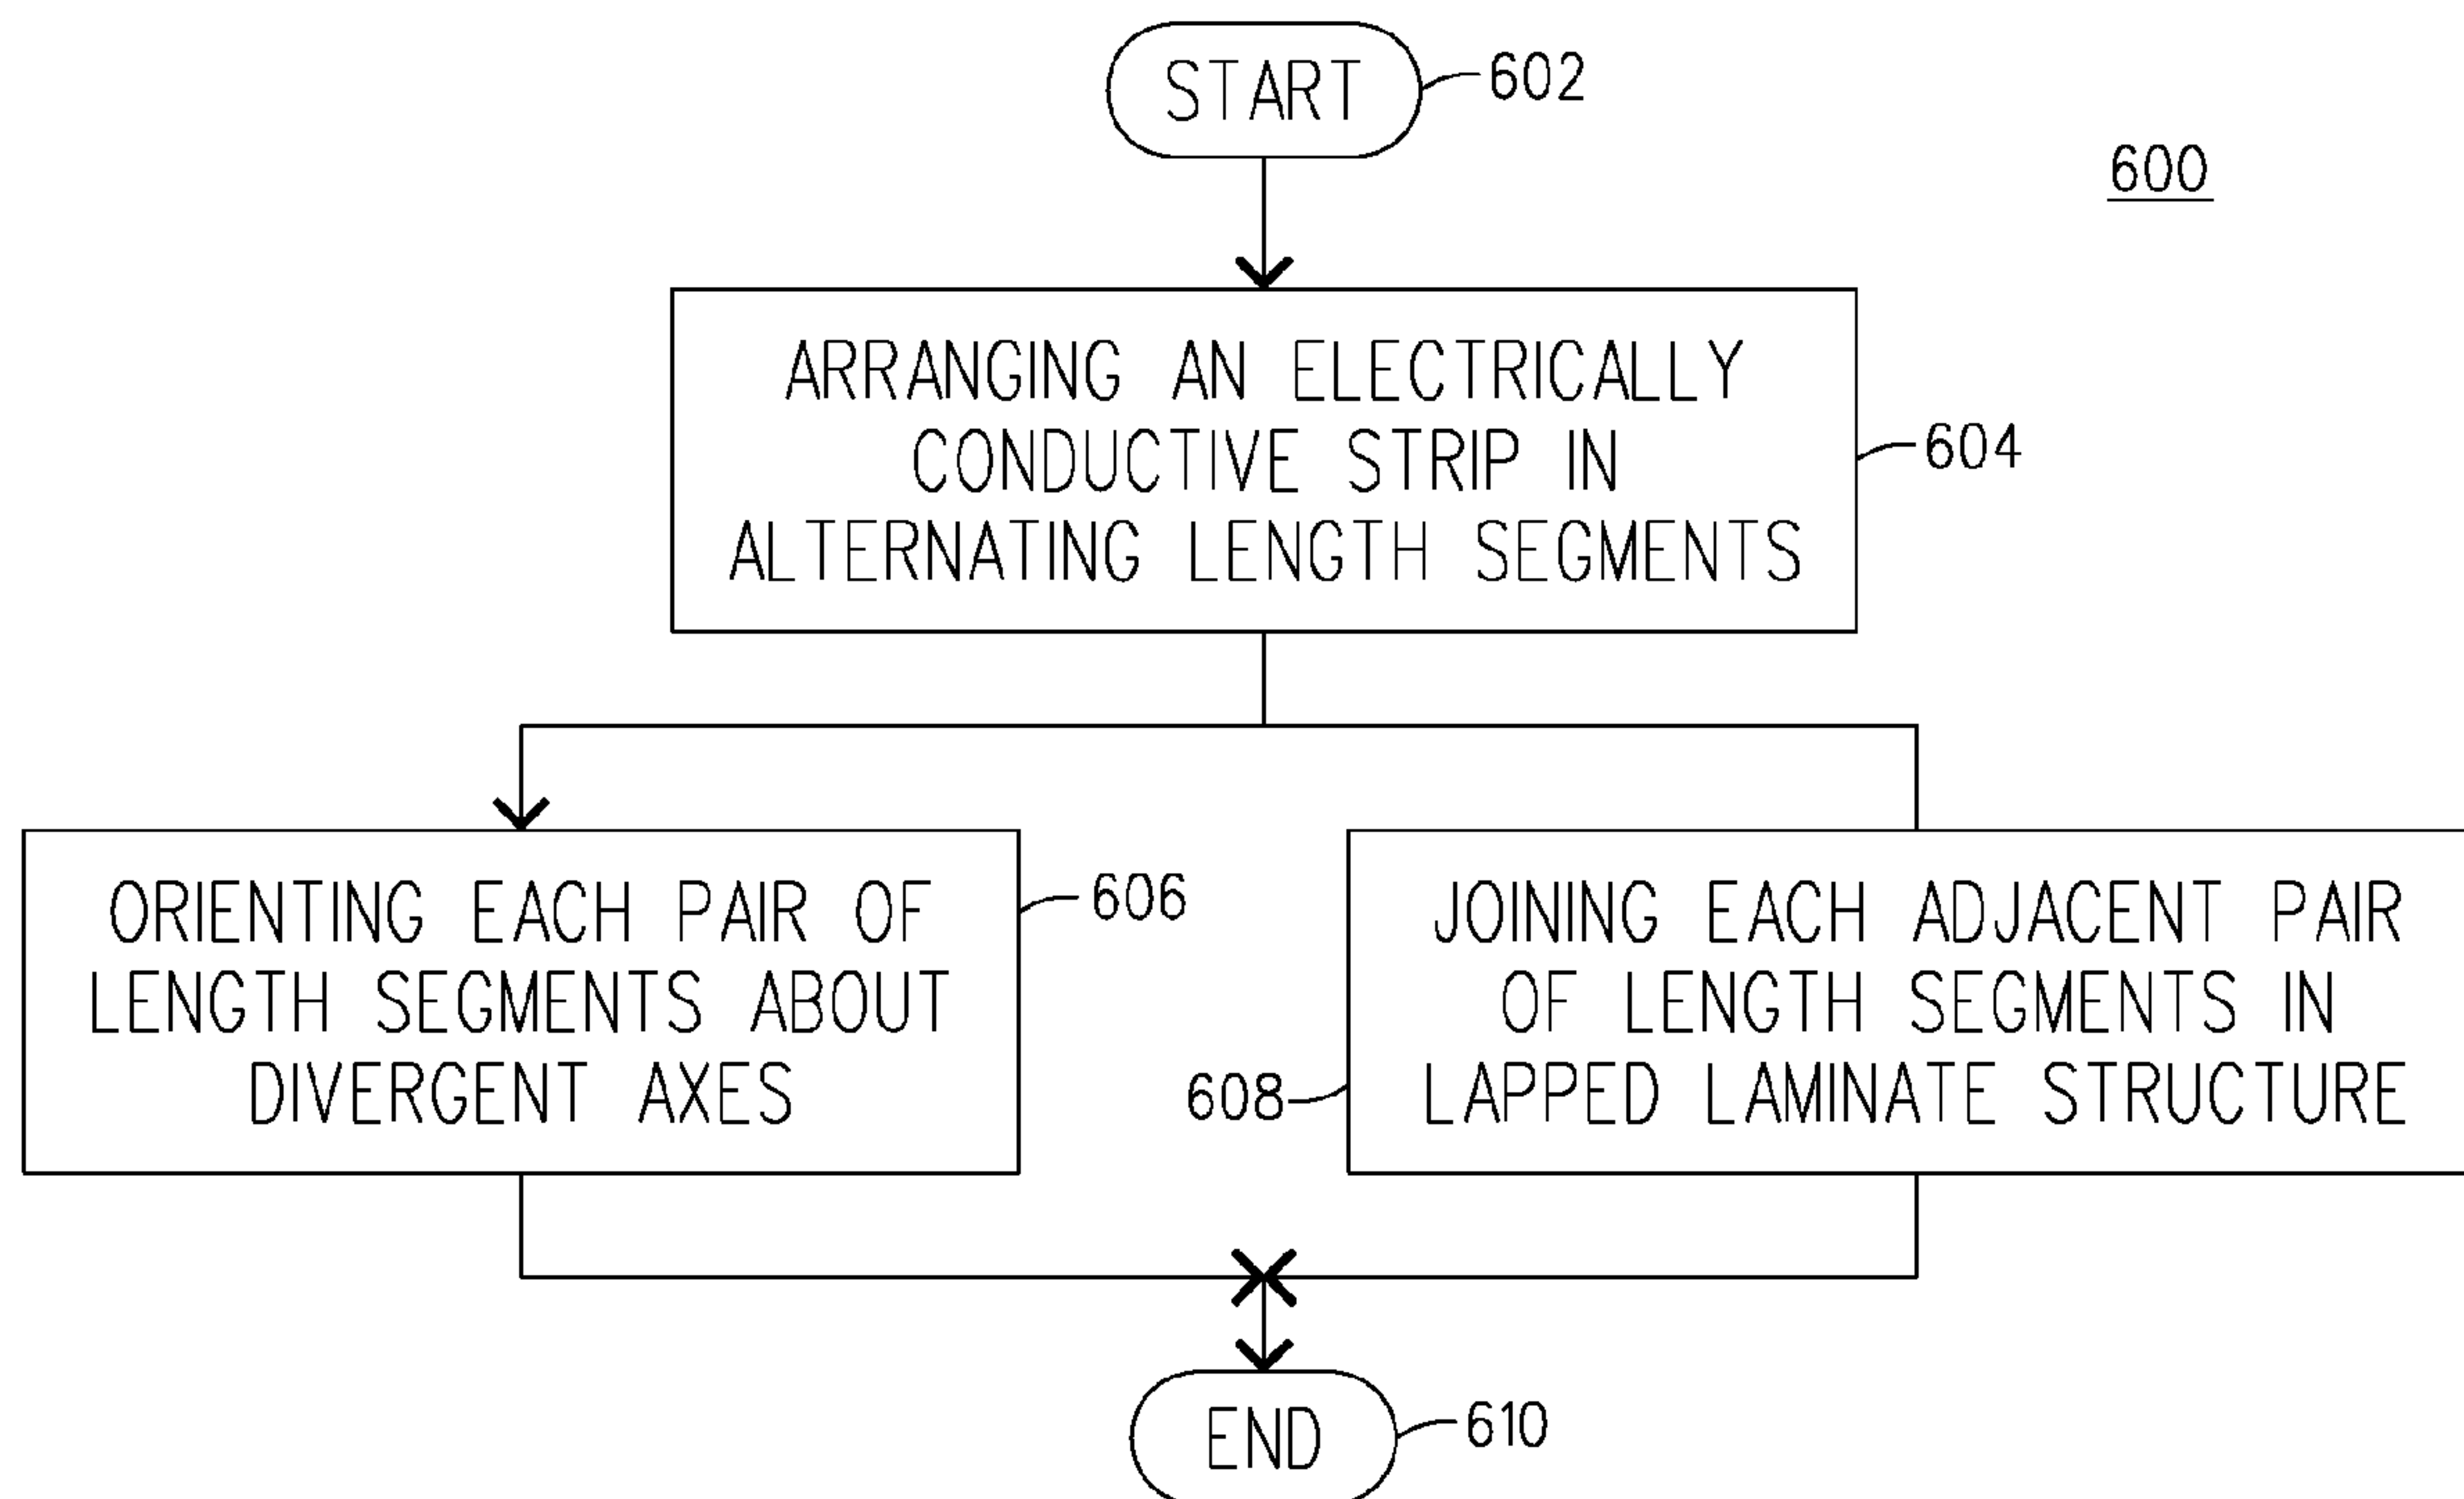 START
602
600
ARRANGING AN ELECTRICALLY
CONDUCTIVE STRIP IN
ALTERNATING LENGTH SEGMENTS
604
ORIENTING EACH PAIR OF
LENGTH SEGMENTS ABOUT
DIVERGENT AXES
606
JOINING EACH ADJACENT PAIR
OF LENGTH SEGMENTS IN
LAPPED LAMINATE STRUCTURE
608
END
610